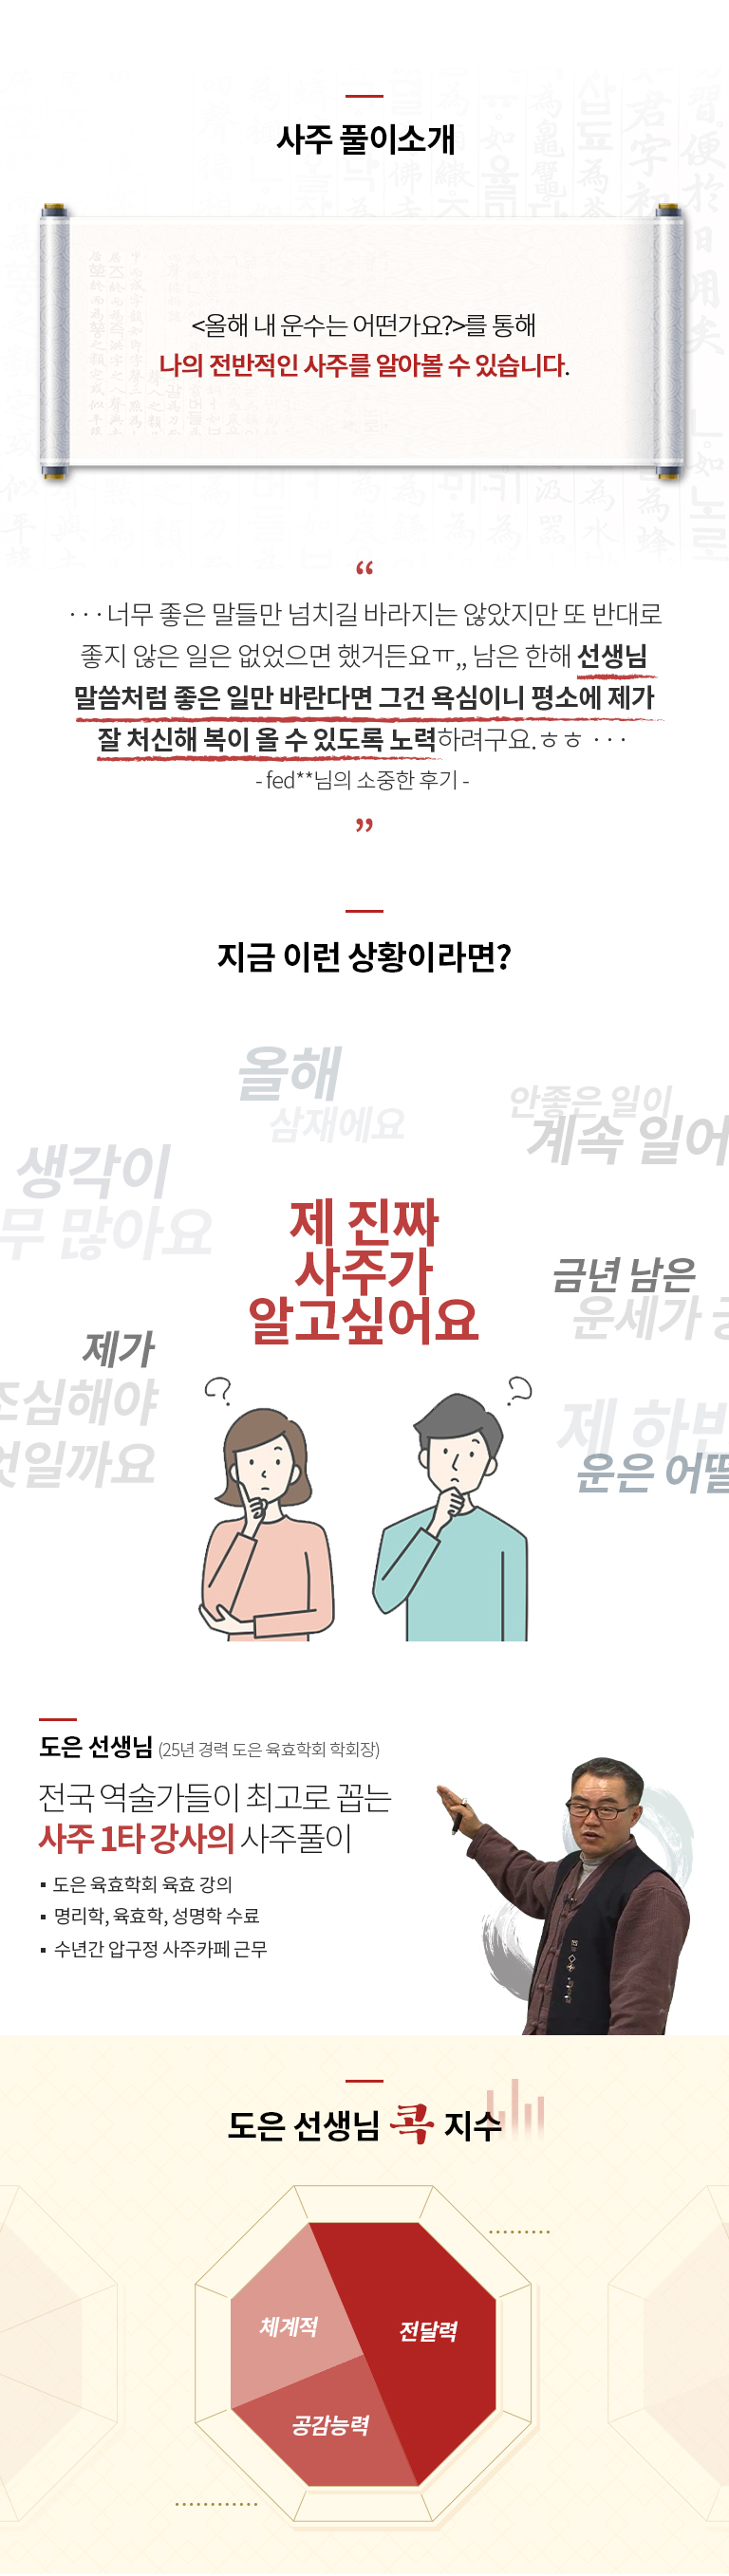 사주 풀이소개
<올해 내 운수는 어떤가요?>를 통해
나의 전반적인 사주를 알아볼 수 있습니다.
“
· · · 너무 좋은 말들만 넘치길 바라지는 않았지만 또 반대로
좋지 않은 일은 없었으면 했거든요ㅠ,, 남은 한해 선생님
말씀처럼 좋은 일만 바란다면 그건 욕심이니 평소에 제가
잘 처신해 복이 올 수 있도록 노력하려구요.ㅎㅎ · · ·
- fed**님의 소중한 후기 -
”
지금 이런 상황이라면?
올해
삼재에요
안좋은 일이
계속 일어
생각이
무 많아요
제 진짜
사주가
알고싶어요
금년 남은
운세가
제가
조심해야
엇일까요
제 하반
운은 어떨
도은 선생님 (25년 경력 도은 육효학회 학회장)
전국 역술가들이 최고로 꼽는
사주 1타 강사의 사주풀이
▪ 도은 육효학회 육효 강의
▪ 명리학, 육효학, 성명학 수료
▪ 수년간 압구정 사주카페 근무
도은 선생님 콕 지수
체계적
전달력
공감능력